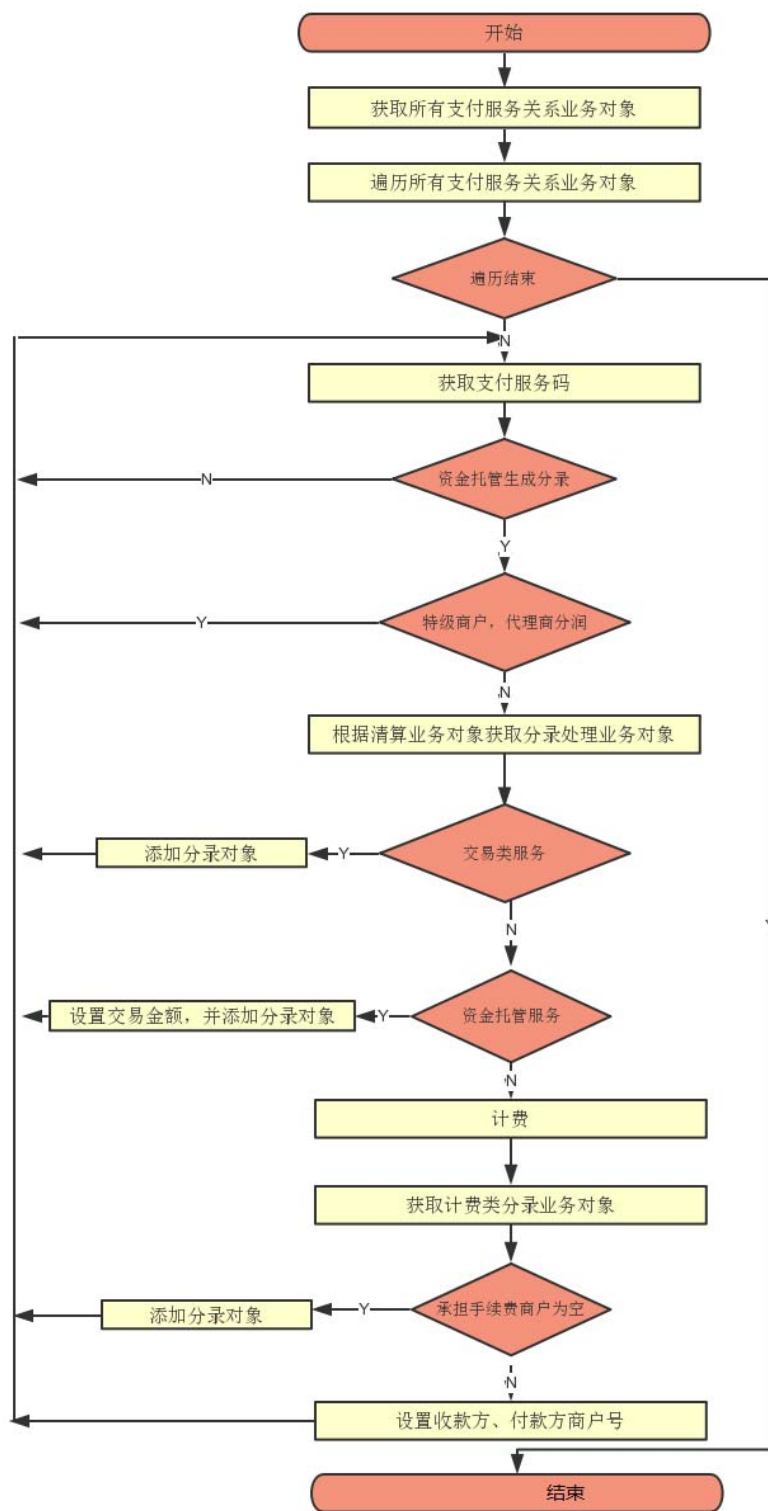 开始
获取所有支付服务关系业务对象
遍历所有支付服务关系业务对象
遍历结束
N
获取支付服务码
资金托管生成分录
N
Y
特级商户，代理商分润
Y
N
根据清算业务对象获取分录处理业务对象
交易类服务
Y
添加分录对象
N
资金托管服务
Y
设置交易金额，并添加分录对象
N
计费
获取计费类分录业务对象
承担手续费商户为空
Y
添加分录对象
N
设置收款方、付款方商户号
结束